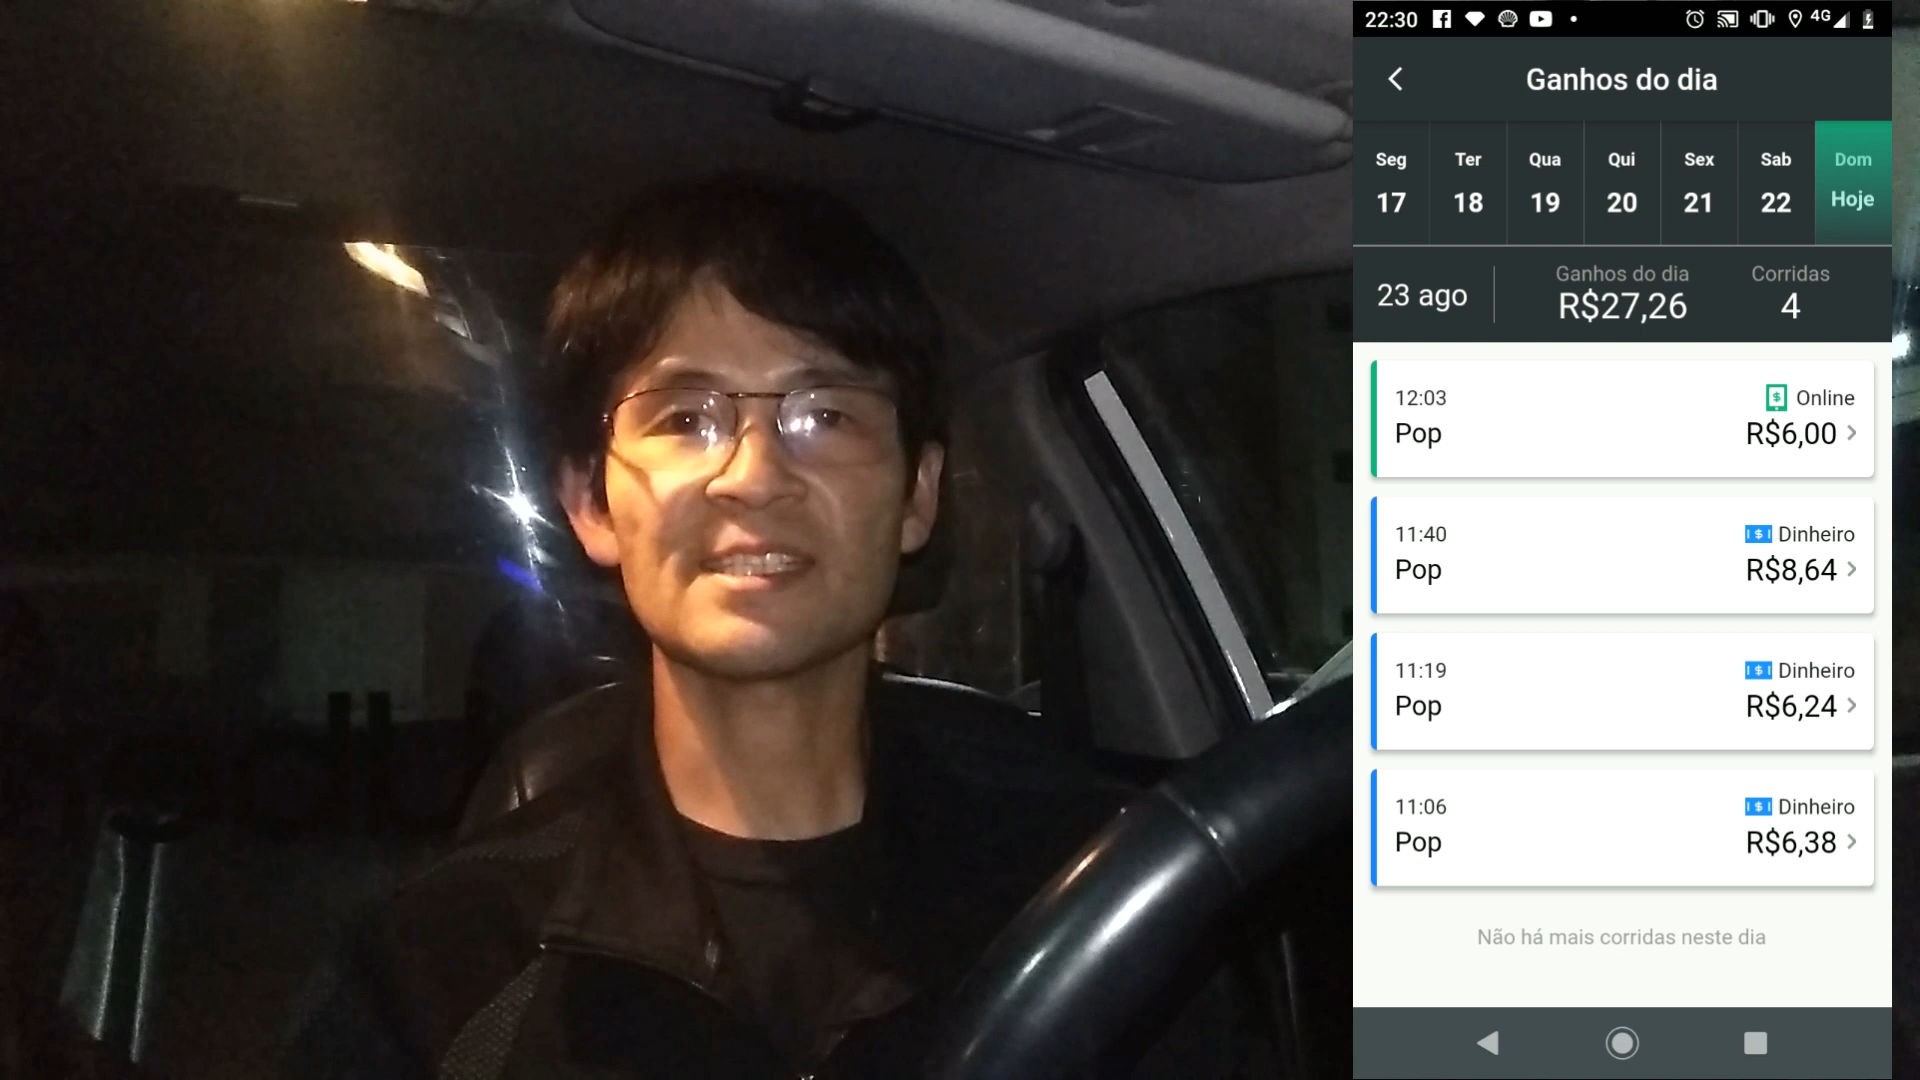 22:30 4G
Ganhos do dia
Seg Ter Qua Qui Sex Sab Dom
17 18 19 20 21 22 Hoje
23 ago Ganhos do dia Corridas
R$27,26 4
12:03 Online
Pop R$6,00
11:40 Dinheiro
Pop R$8,64
11:19 Dinheiro
Pop R$6,24
11:06 Dinheiro
Pop R$6,38
Não há mais corridas neste dia